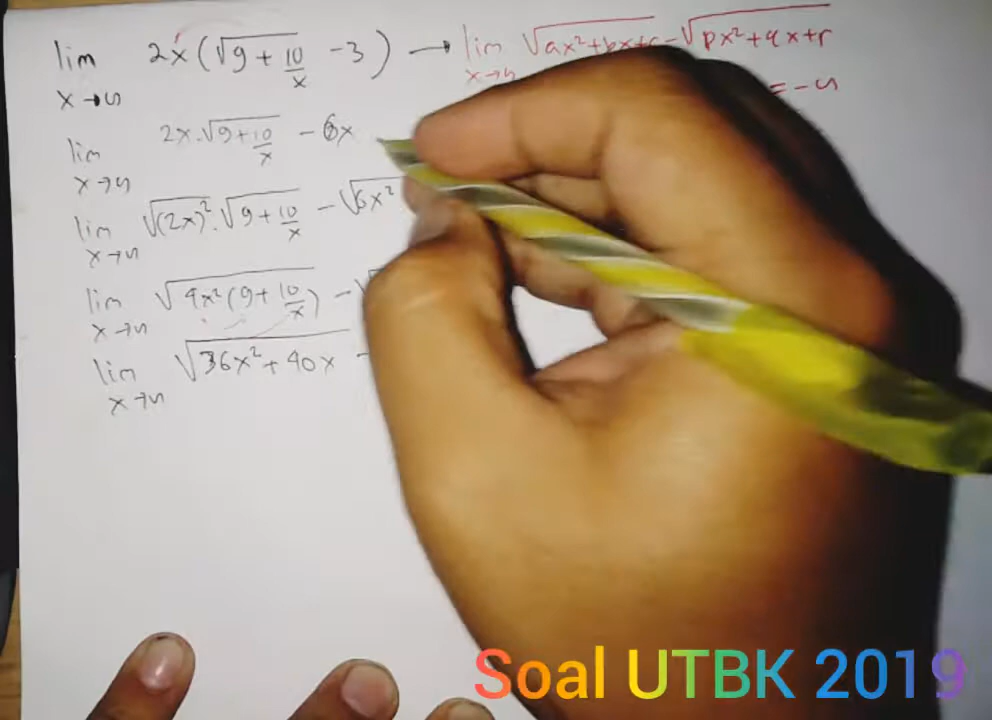 lim 2x(√9+10/x -3) → lim √ax²+bx+c - √px²+qx+r
x→∞ x→∞
= -∞
lim 2x.√9+10/x - 6x
x→∞
lim √(2x)².√9+10/x - √6x²
x→∞
lim √4x²(9+10/x) - √
x→∞
lim √36x²+40x -
x→∞
Soal UTBK 2019